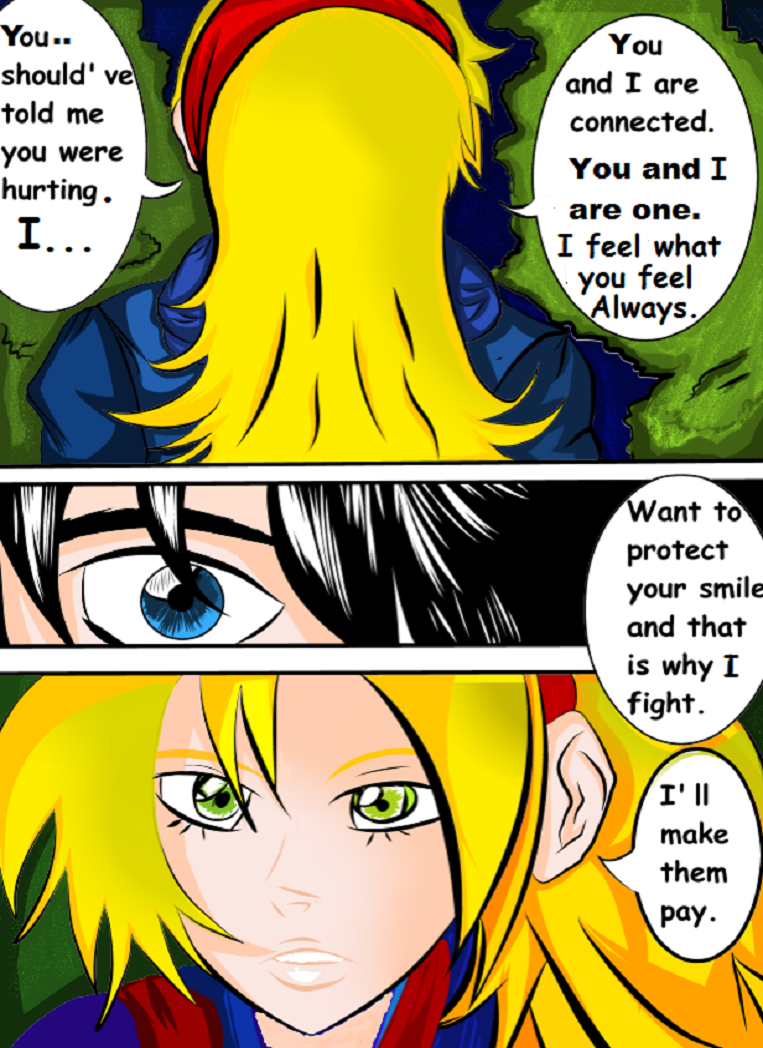 You..
should've
told me
you were
hurting.
I...
You
and I are
connected.
You and I
are one.
I feel what
you feel
Always.
Want to
protect
your smile
and that
is why I
fight.
I'll
make
them
pay.